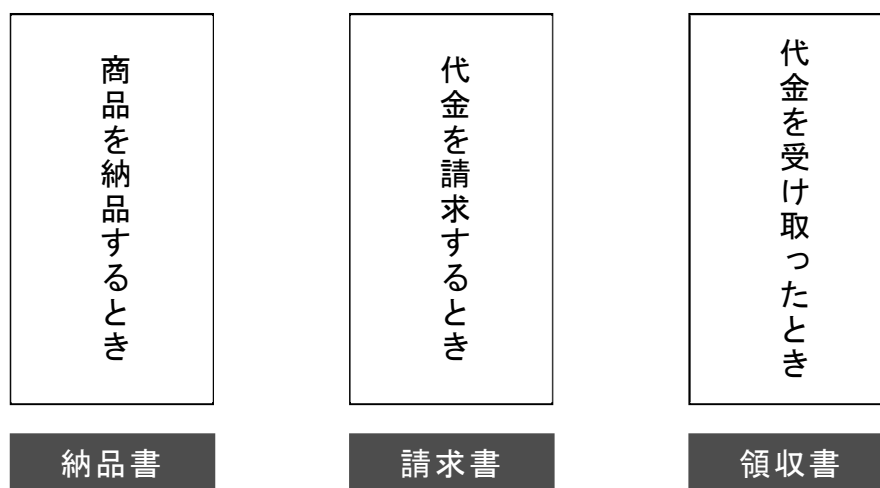 商品を納品するとき
代金を請求するとき
代金を受け取ったとき
納品書
請求書
領収書